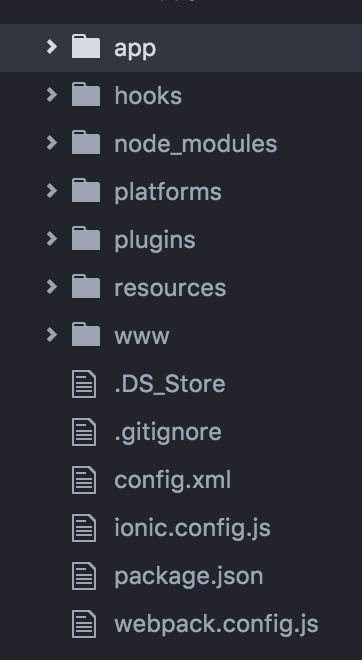 app
hooks
node_modules
platforms
plugins
resources
www
.DS_Store
.gitignore
config.xml
ionic.config.js
package.json
webpack.config.js